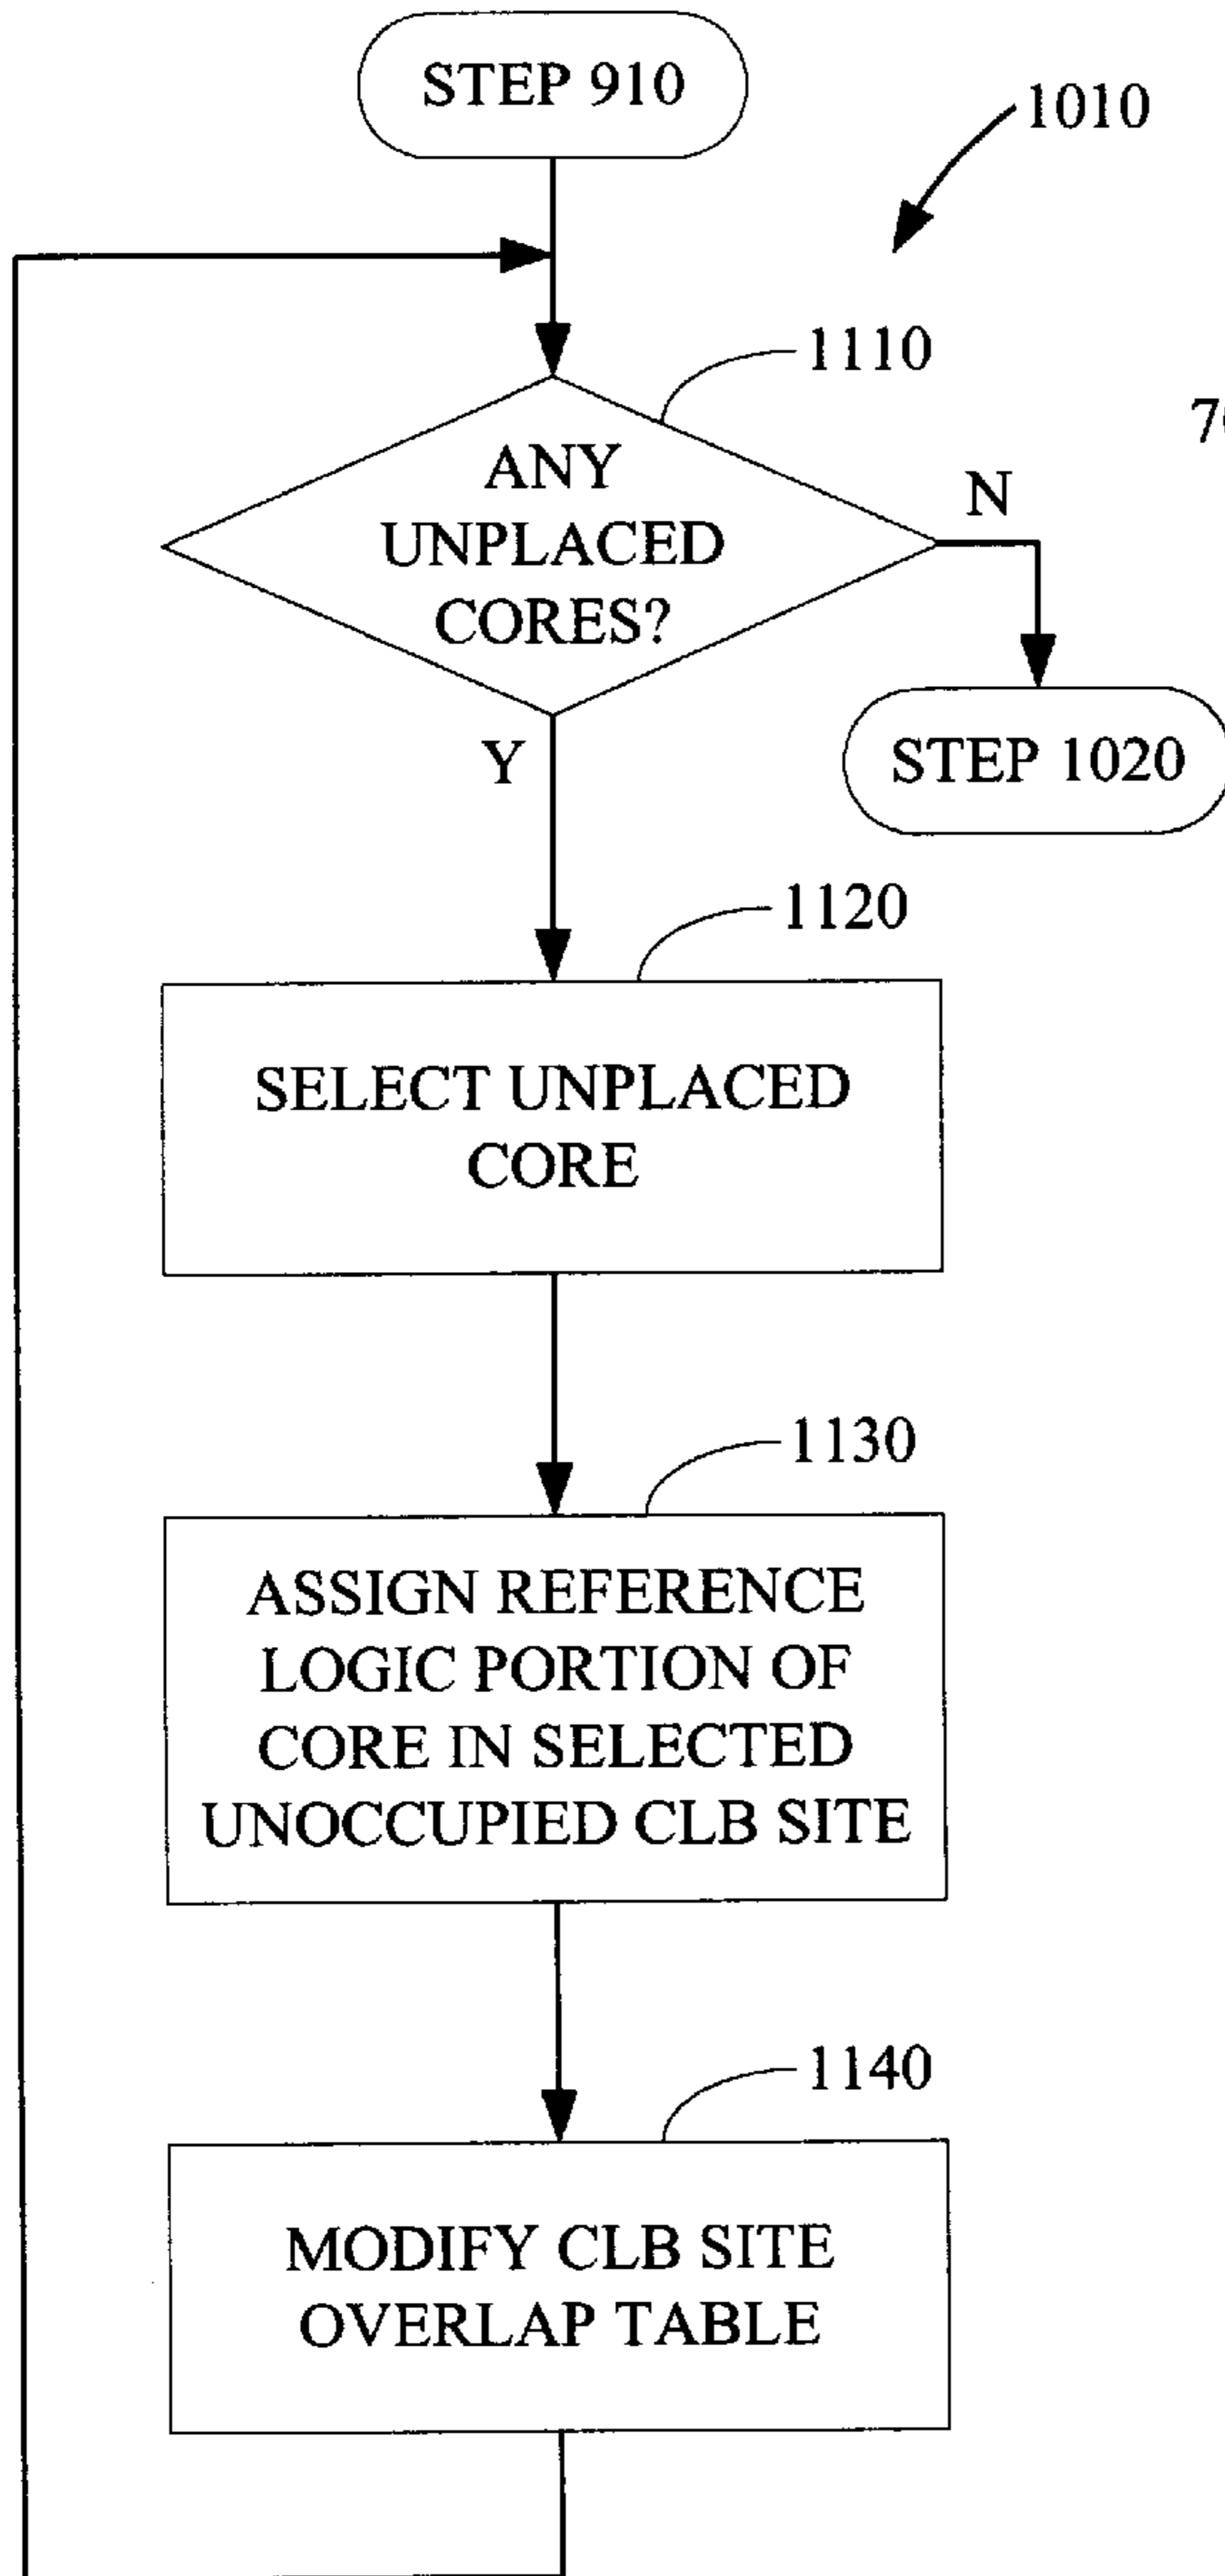 STEP 910
1010
1110
ANY
UNPLACED
CORES?
N
Y
STEP 1020
1120
SELECT UNPLACED
CORE
1130
ASSIGN REFERENCE
LOGIC PORTION OF
CORE IN SELECTED
UNOCCUPIED CLB SITE
1140
MODIFY CLB SITE
OVERLAP TABLE